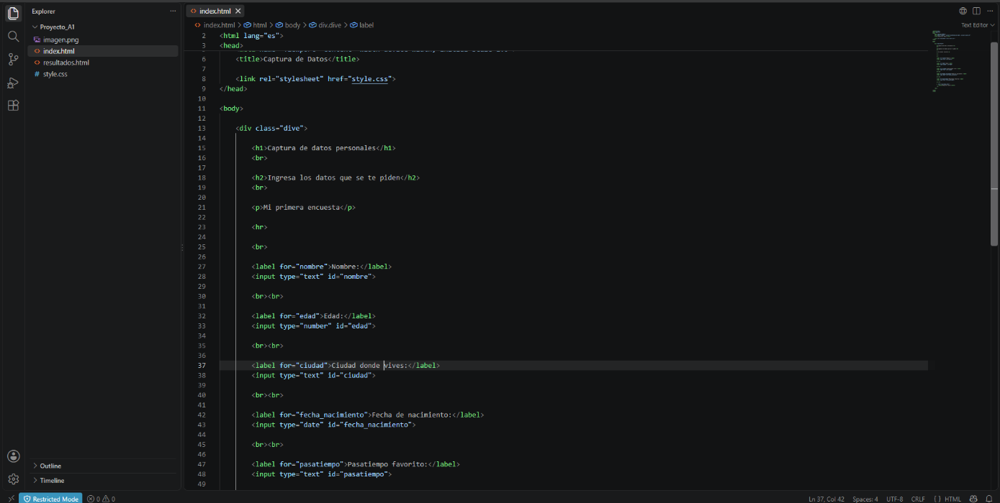 Explorer
Proyecto_A1
imagen.png
index.html
resultados.html
style.css
Outline
Timeline
index.html
index.html > html > body > div.dive > label
Text Editor
2 <html lang="es">
3 <head>
6 <title>Captura de Datos</title>
7
8 <link rel="stylesheet" href="style.css">
9 </head>
10
11 <body>
12
13 <div class="dive">
14
15 <h1>Captura de datos personales</h1>
16 <br>
17
18 <h2>Ingresa los datos que se te piden</h2>
19 <br>
20
21 <p>Mi primera encuesta</p>
22
23 <hr>
24
25 <br>
26
27 <label for="nombre">Nombre:</label>
28 <input type="text" id="nombre">
29
30 <br><br>
31
32 <label for="edad">Edad:</label>
33 <input type="number" id="edad">
34
35 <br><br>
36
37 <label for="ciudad">Ciudad donde vives:</label>
38 <input type="text" id="ciudad">
39
40 <br><br>
41
42 <label for="fecha_nacimiento">Fecha de nacimiento:</label>
43 <input type="date" id="fecha_nacimiento">
44
45 <br><br>
46
47 <label for="pasatiempo">Pasatiempo favorito:</label>
48 <input type="text" id="pasatiempo">
49
Restricted Mode 0 0 Ln 37, Col 42 Spaces: 4 UTF-8 CRLF {} HTML